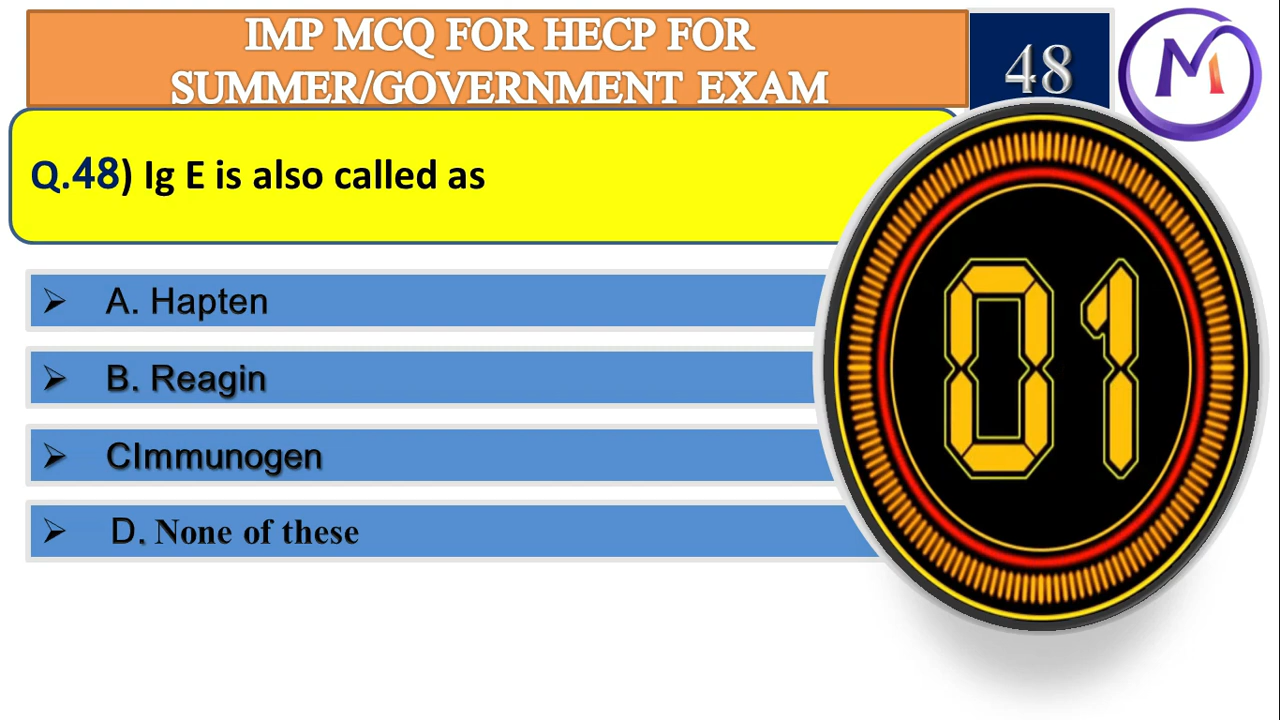 IMP MCQ FOR HECP FOR
SUMMER/GOVERNMENT EXAM
48
M
Q.48) Ig E is also called as
01
A. Hapten
B. Reagin
CImmunogen
D. None of these